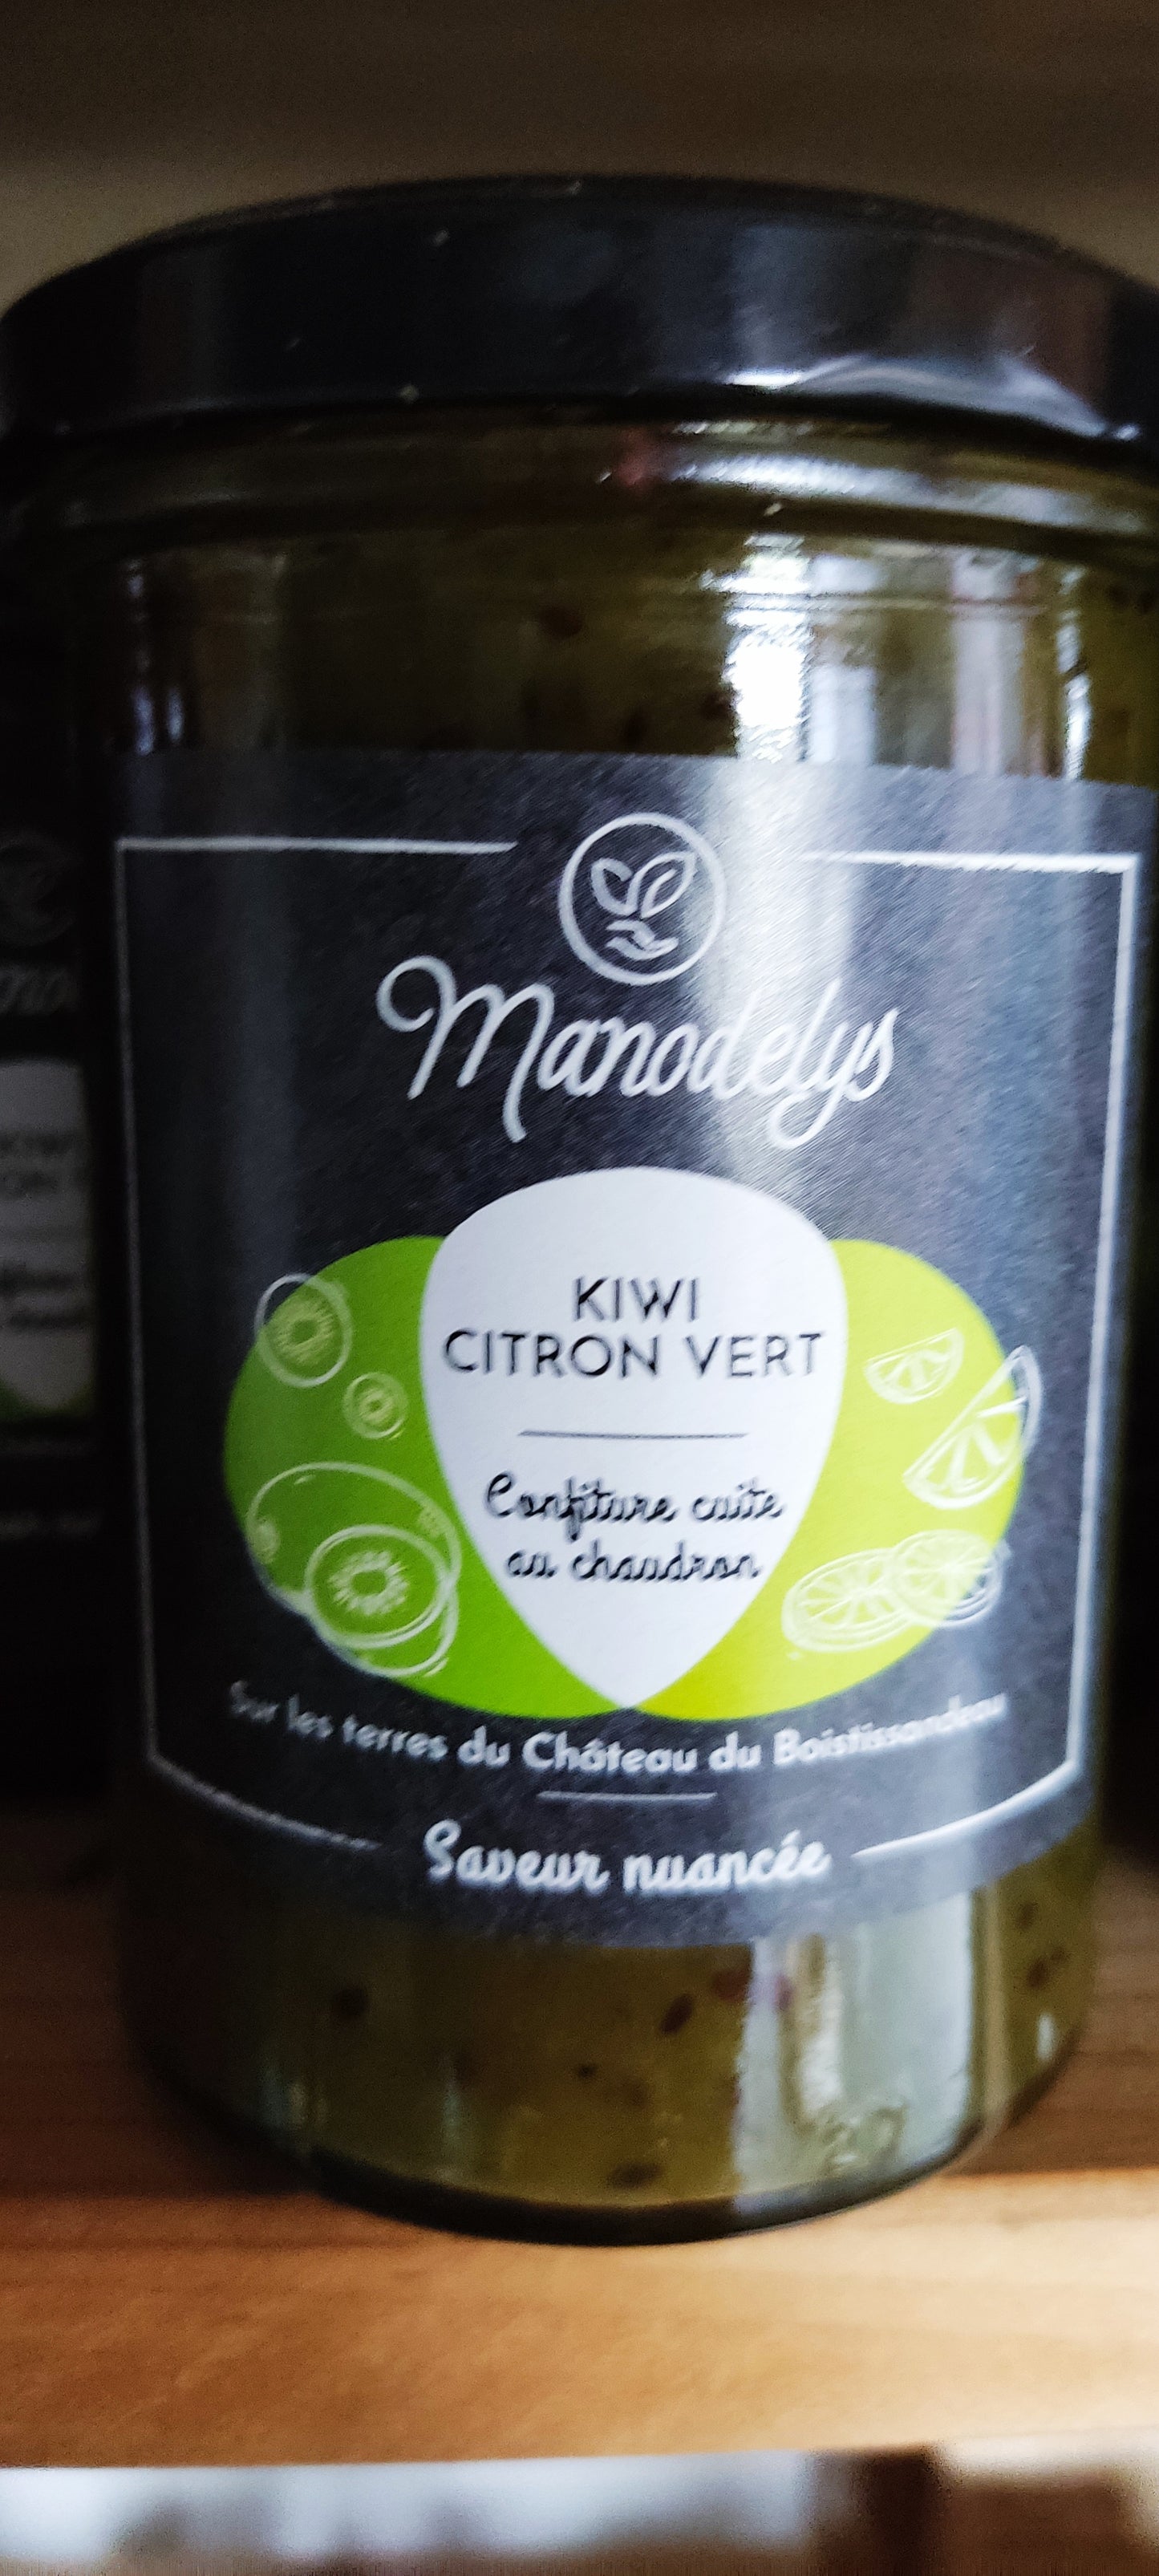 Manodelys
KIWI
CITRON VERT
Confiture cuite
au chaudron
Sur les terres du Château du Boistissandeau
Saveur nuancée